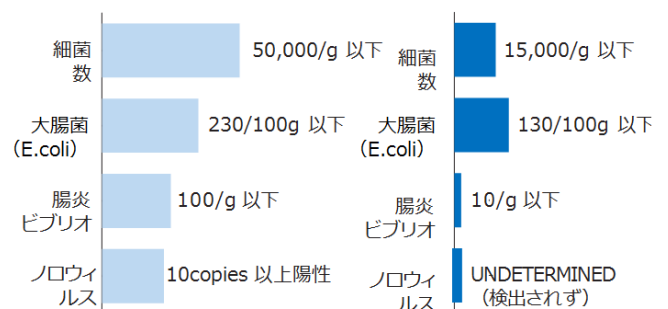 細菌
数
50,000/g 以下
大腸菌
（E.coli）
230/100g 以下
腸炎
ビブリオ
100/g 以下
ノロウィ
ルス
10copies 以上陽性
細菌
数
15,000/g 以下
大腸菌
（E.coli）
130/100g 以下
腸炎
ビブリオ
10/g 以下
ノロウィ
ルス
UNDETERMINED
（検出されず）